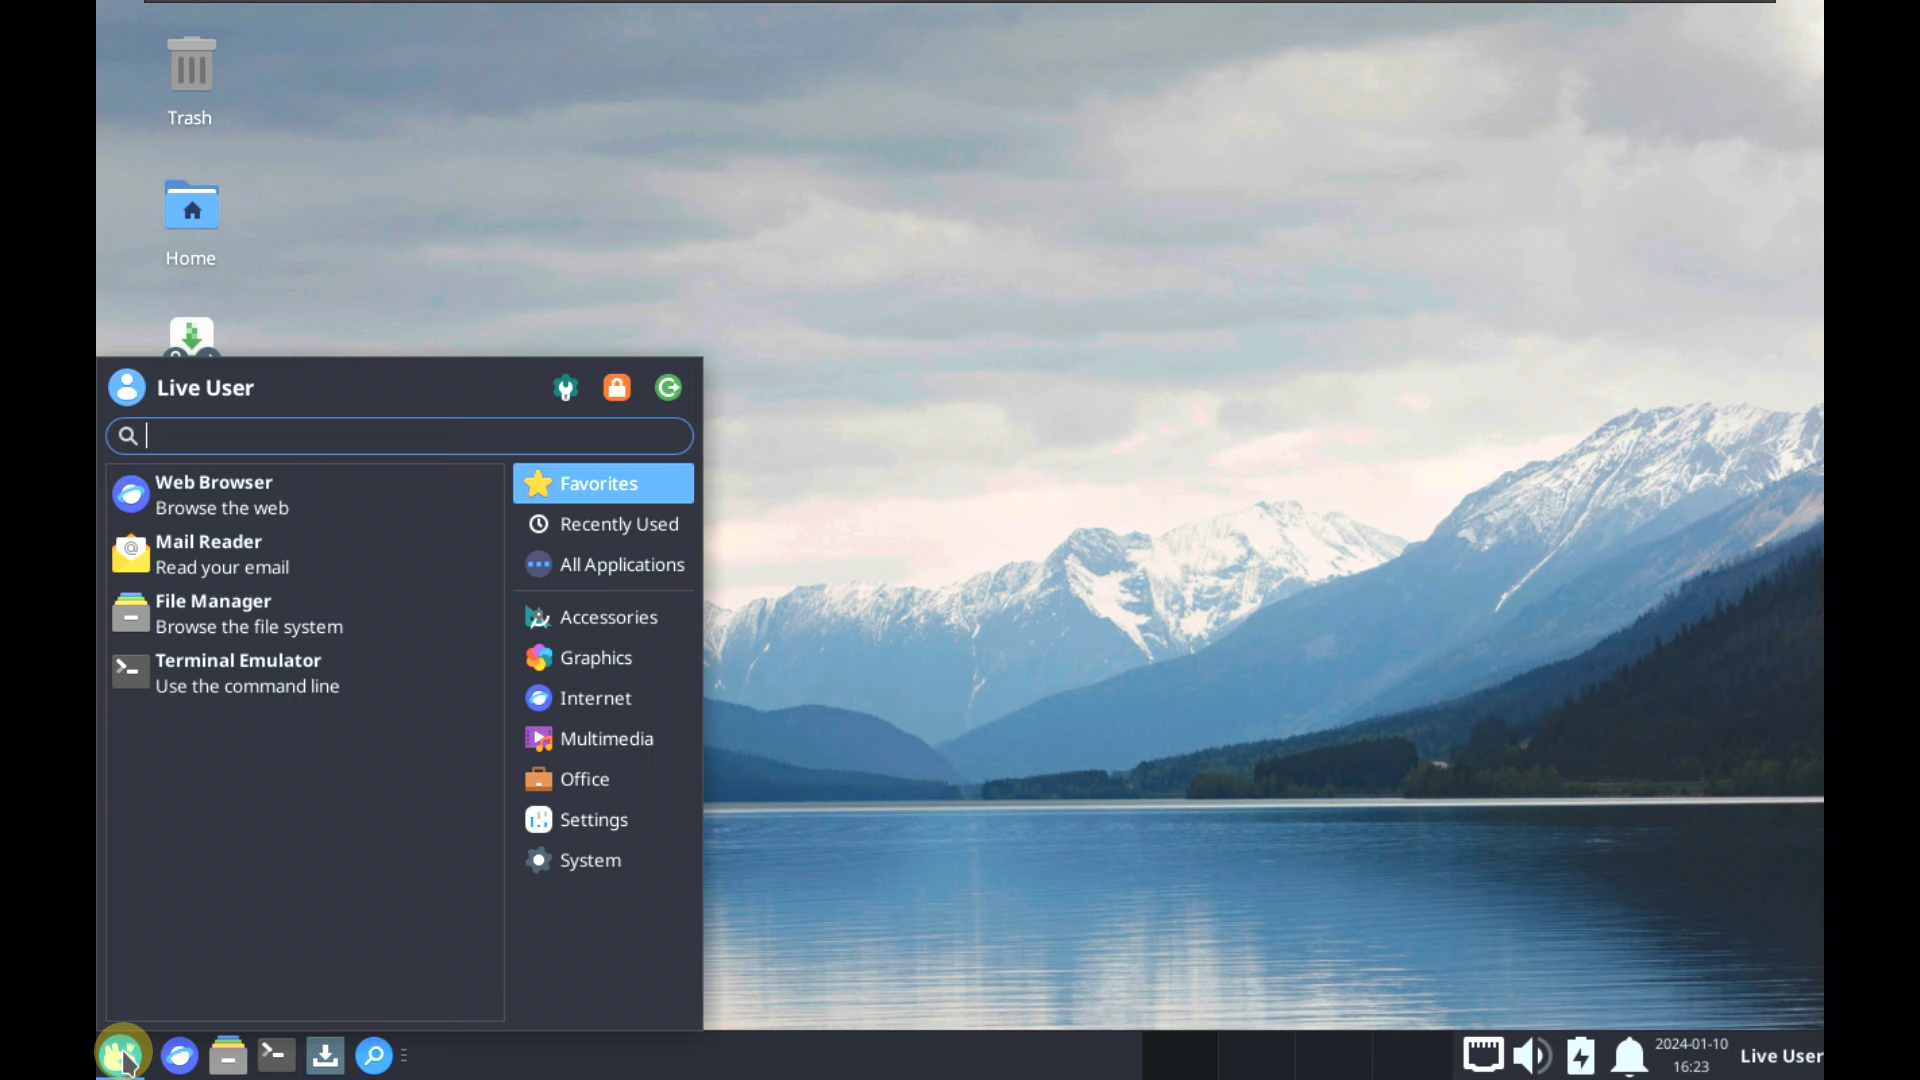 Trash
Home
Live User
Web Browser
Browse the web
Mail Reader
Read your email
File Manager
Browse the file system
Terminal Emulator
Use the command line
Favorites
Recently Used
All Applications
Accessories
Graphics
Internet
Multimedia
Office
Settings
System
2024-01-10
16:23
Live User